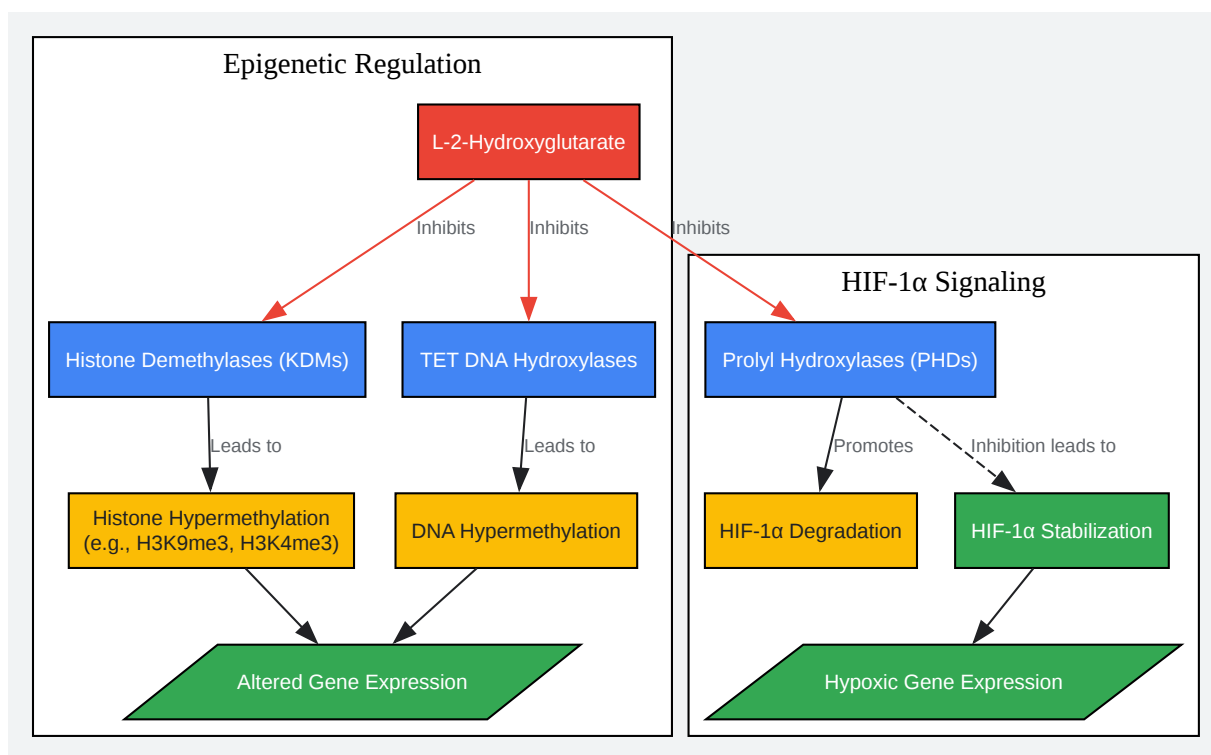 Epigenetic Regulation
L-2-Hydroxyglutarate
Inhibits
Inhibits
Inhibits
HIF-1α Signaling
Histone Demethylases (KDMs)
TET DNA Hydroxylases
Prolyl Hydroxylases (PHDs)
Leads to
Leads to
Promotes
Inhibition leads to
Histone Hypermethylation
(e.g., H3K9me3, H3K4me3)
DNA Hypermethylation
HIF-1α Degradation
HIF-1α Stabilization
Altered Gene Expression
Hypoxic Gene Expression